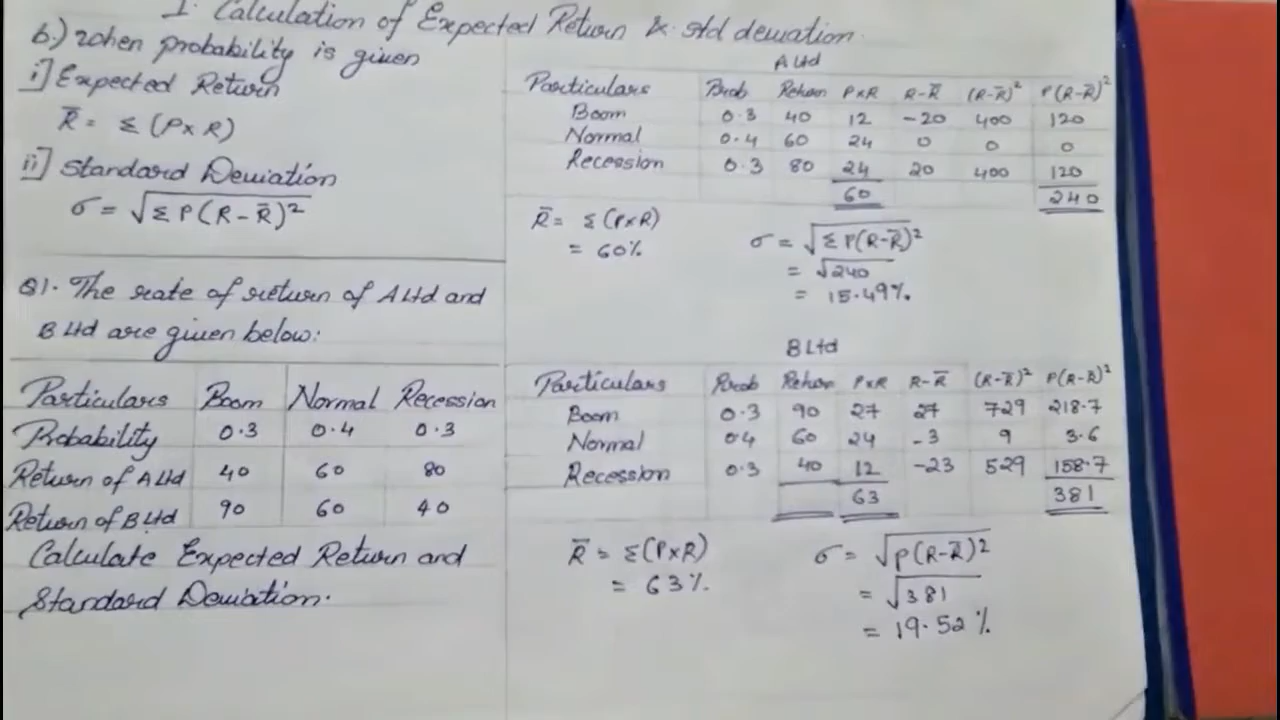 I. Calculation of Expected Return & std deviation
b.) when probability is given
i] Expected Return
R̄ = Σ (P×R)
ii] Standard Deviation
σ = √Σ P(R-R̄)²
Q1. The rate of return of A Ltd and
B Ltd are given below:
Particulars Boom Normal Recession
Probability 0.3 0.4 0.3
Return of A Ltd 40 60 80
Return of B Ltd 90 60 40
Calculate Expected Return and
Standard Deviation.
A Ltd
Particulars Prob Return P×R R-R̄ (R-R̄)² P(R-R̄)²
Boom 0.3 40 12 -20 400 120
Normal 0.4 60 24 0 0 0
Recession 0.3 80 24 20 400 120
60 240
R̄ = Σ (P×R)
= 60%
σ = √Σ P(R-R̄)²
= √240
= 15.49%
B Ltd
Particulars Prob Return P×R R-R̄ (R-R̄)² P(R-R̄)²
Boom 0.3 90 27 27 729 218.7
Normal 0.4 60 24 -3 9 3.6
Recession 0.3 40 12 -23 529 158.7
63 381
R̄ = Σ(P×R)
= 63%.
σ = √P(R-R̄)²
= √381
= 19.52%